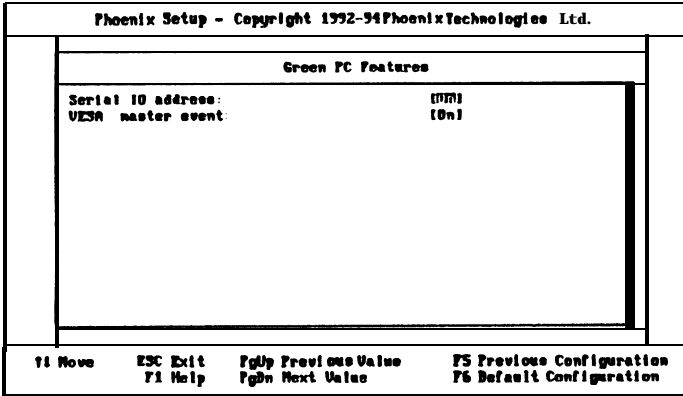 Phoenix Setup - Copyright 1992-94 Phoenix Technologies Ltd.
Green PC Features
Serial IO address:
VESA master event: [On]
↑↓ Move ESC Exit PgUp Previous Value F5 Previous Configuration
F1 Help PgDn Next Value F6 Default Configuration